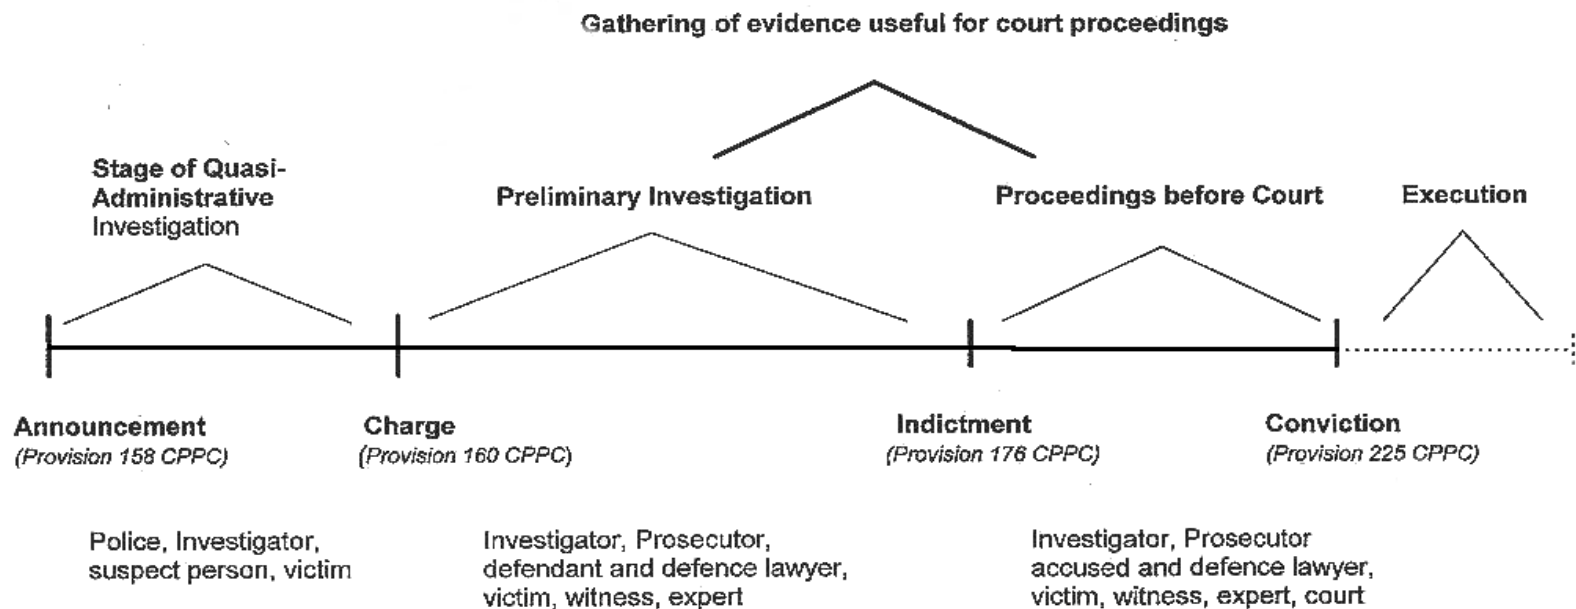 Gathering of evidence useful for court proceedings
Stage of Quasi-
Administrative
Investigation
Preliminary Investigation
Proceedings before Court
Execution
Announcement
(Provision 158 CPPC)
Charge
(Provision 160 CPPC)
Indictment
(Provision 176 CPPC)
Conviction
(Provision 225 CPPC)
Police, Investigator,
suspect person, victim
Investigator, Prosecutor,
defendant and defence lawyer,
victim, witness, expert
Investigator, Prosecutor
accused and defence lawyer,
victim, witness, expert, court